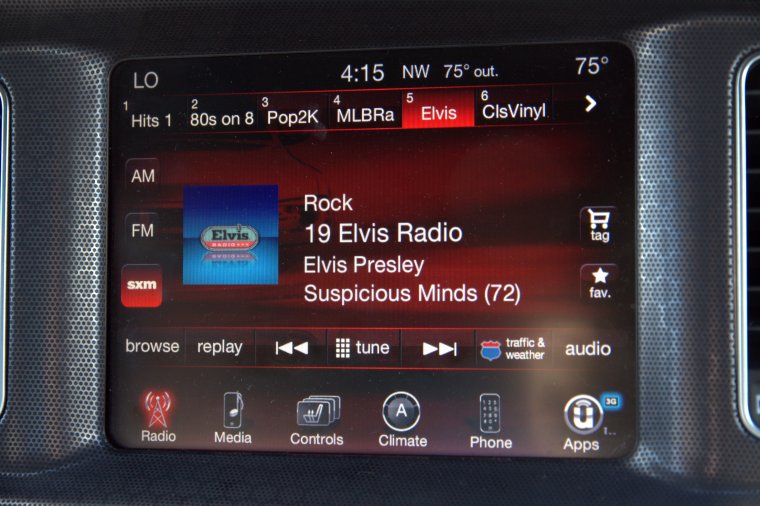 LO 4:15 NW 75° out. 75°
1 Hits 1 2 80s on 8 3 Pop2K 4 MLBRa 5 Elvis 6 ClsVinyl
AM
FM
sxm
Elvis
RADIO
Rock
19 Elvis Radio
Elvis Presley
Suspicious Minds (72)
tag
fav.
browse replay tune traffic & weather audio
A
3G
u
1...
Radio Media Controls Climate Phone Apps